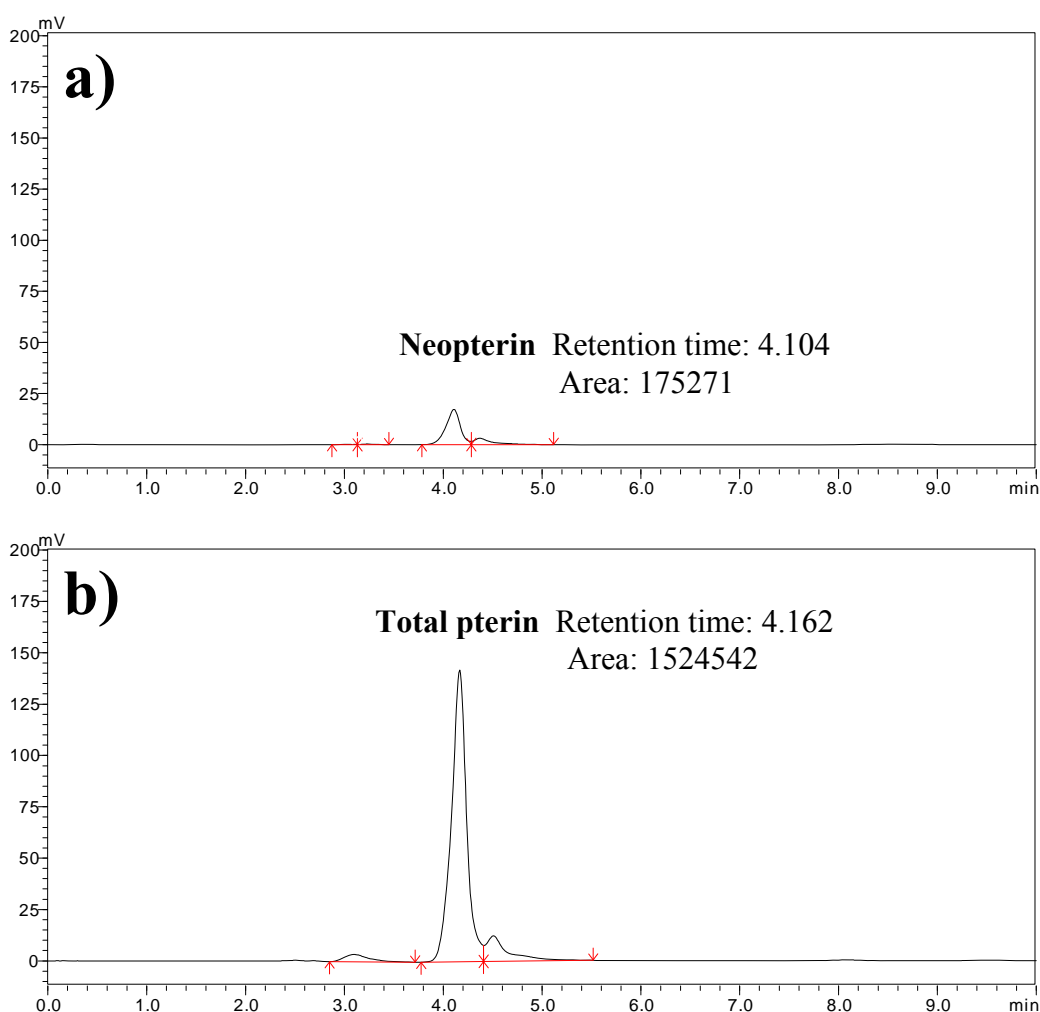 mV
200
a)
175
150
125
100
75
50
Neopterin Retention time: 4.104
Area: 175271
25
0
0.0 1.0 2.0 3.0 4.0 5.0 6.0 7.0 8.0 9.0 min
mV
200
b)
175
Total pterin Retention time: 4.162
Area: 1524542
150
125
100
75
50
25
0
0.0 1.0 2.0 3.0 4.0 5.0 6.0 7.0 8.0 9.0 min